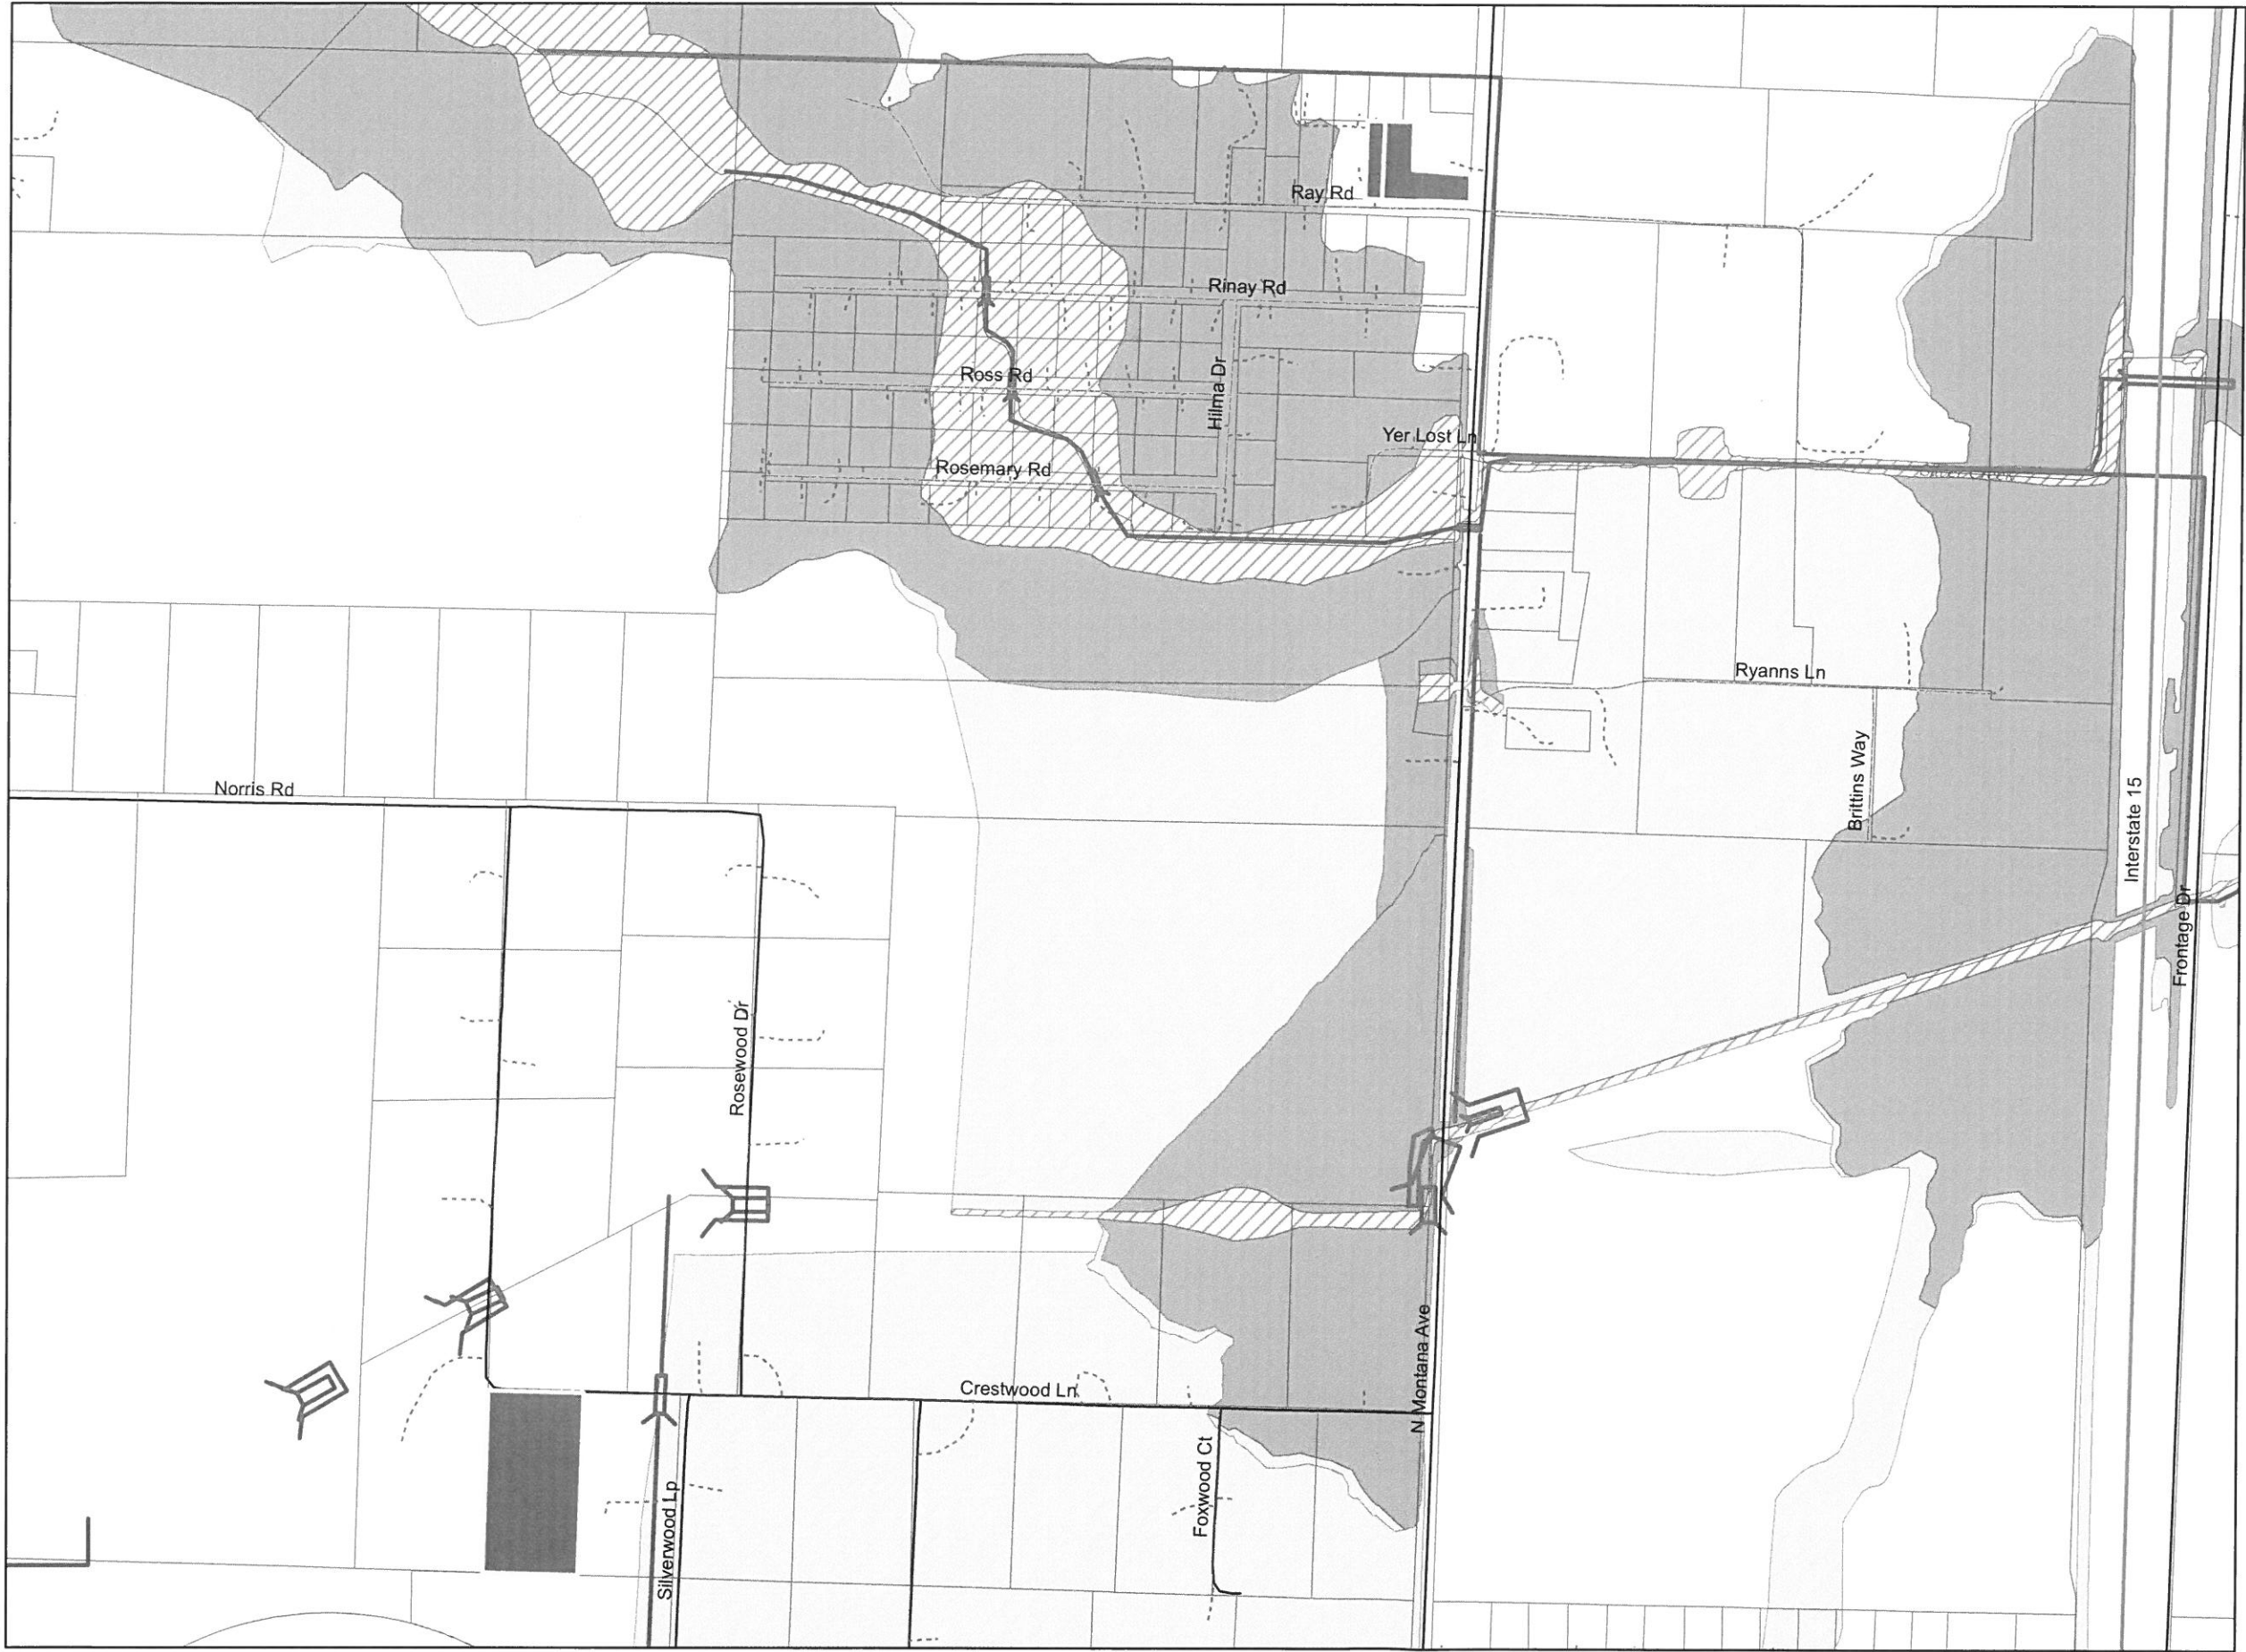 Ray Rd
Rinay Rd
Ross Rd
Hilma Dr
Yer Lost Ln
Rosemary Rd
Ryanns Ln
Brittins Way
Interstate 15
Norris Rd
Frontage Dr
Rosewood Dr
N Montana Ave
Crestwood Ln
Foxwood Ct
Silverwood Lp